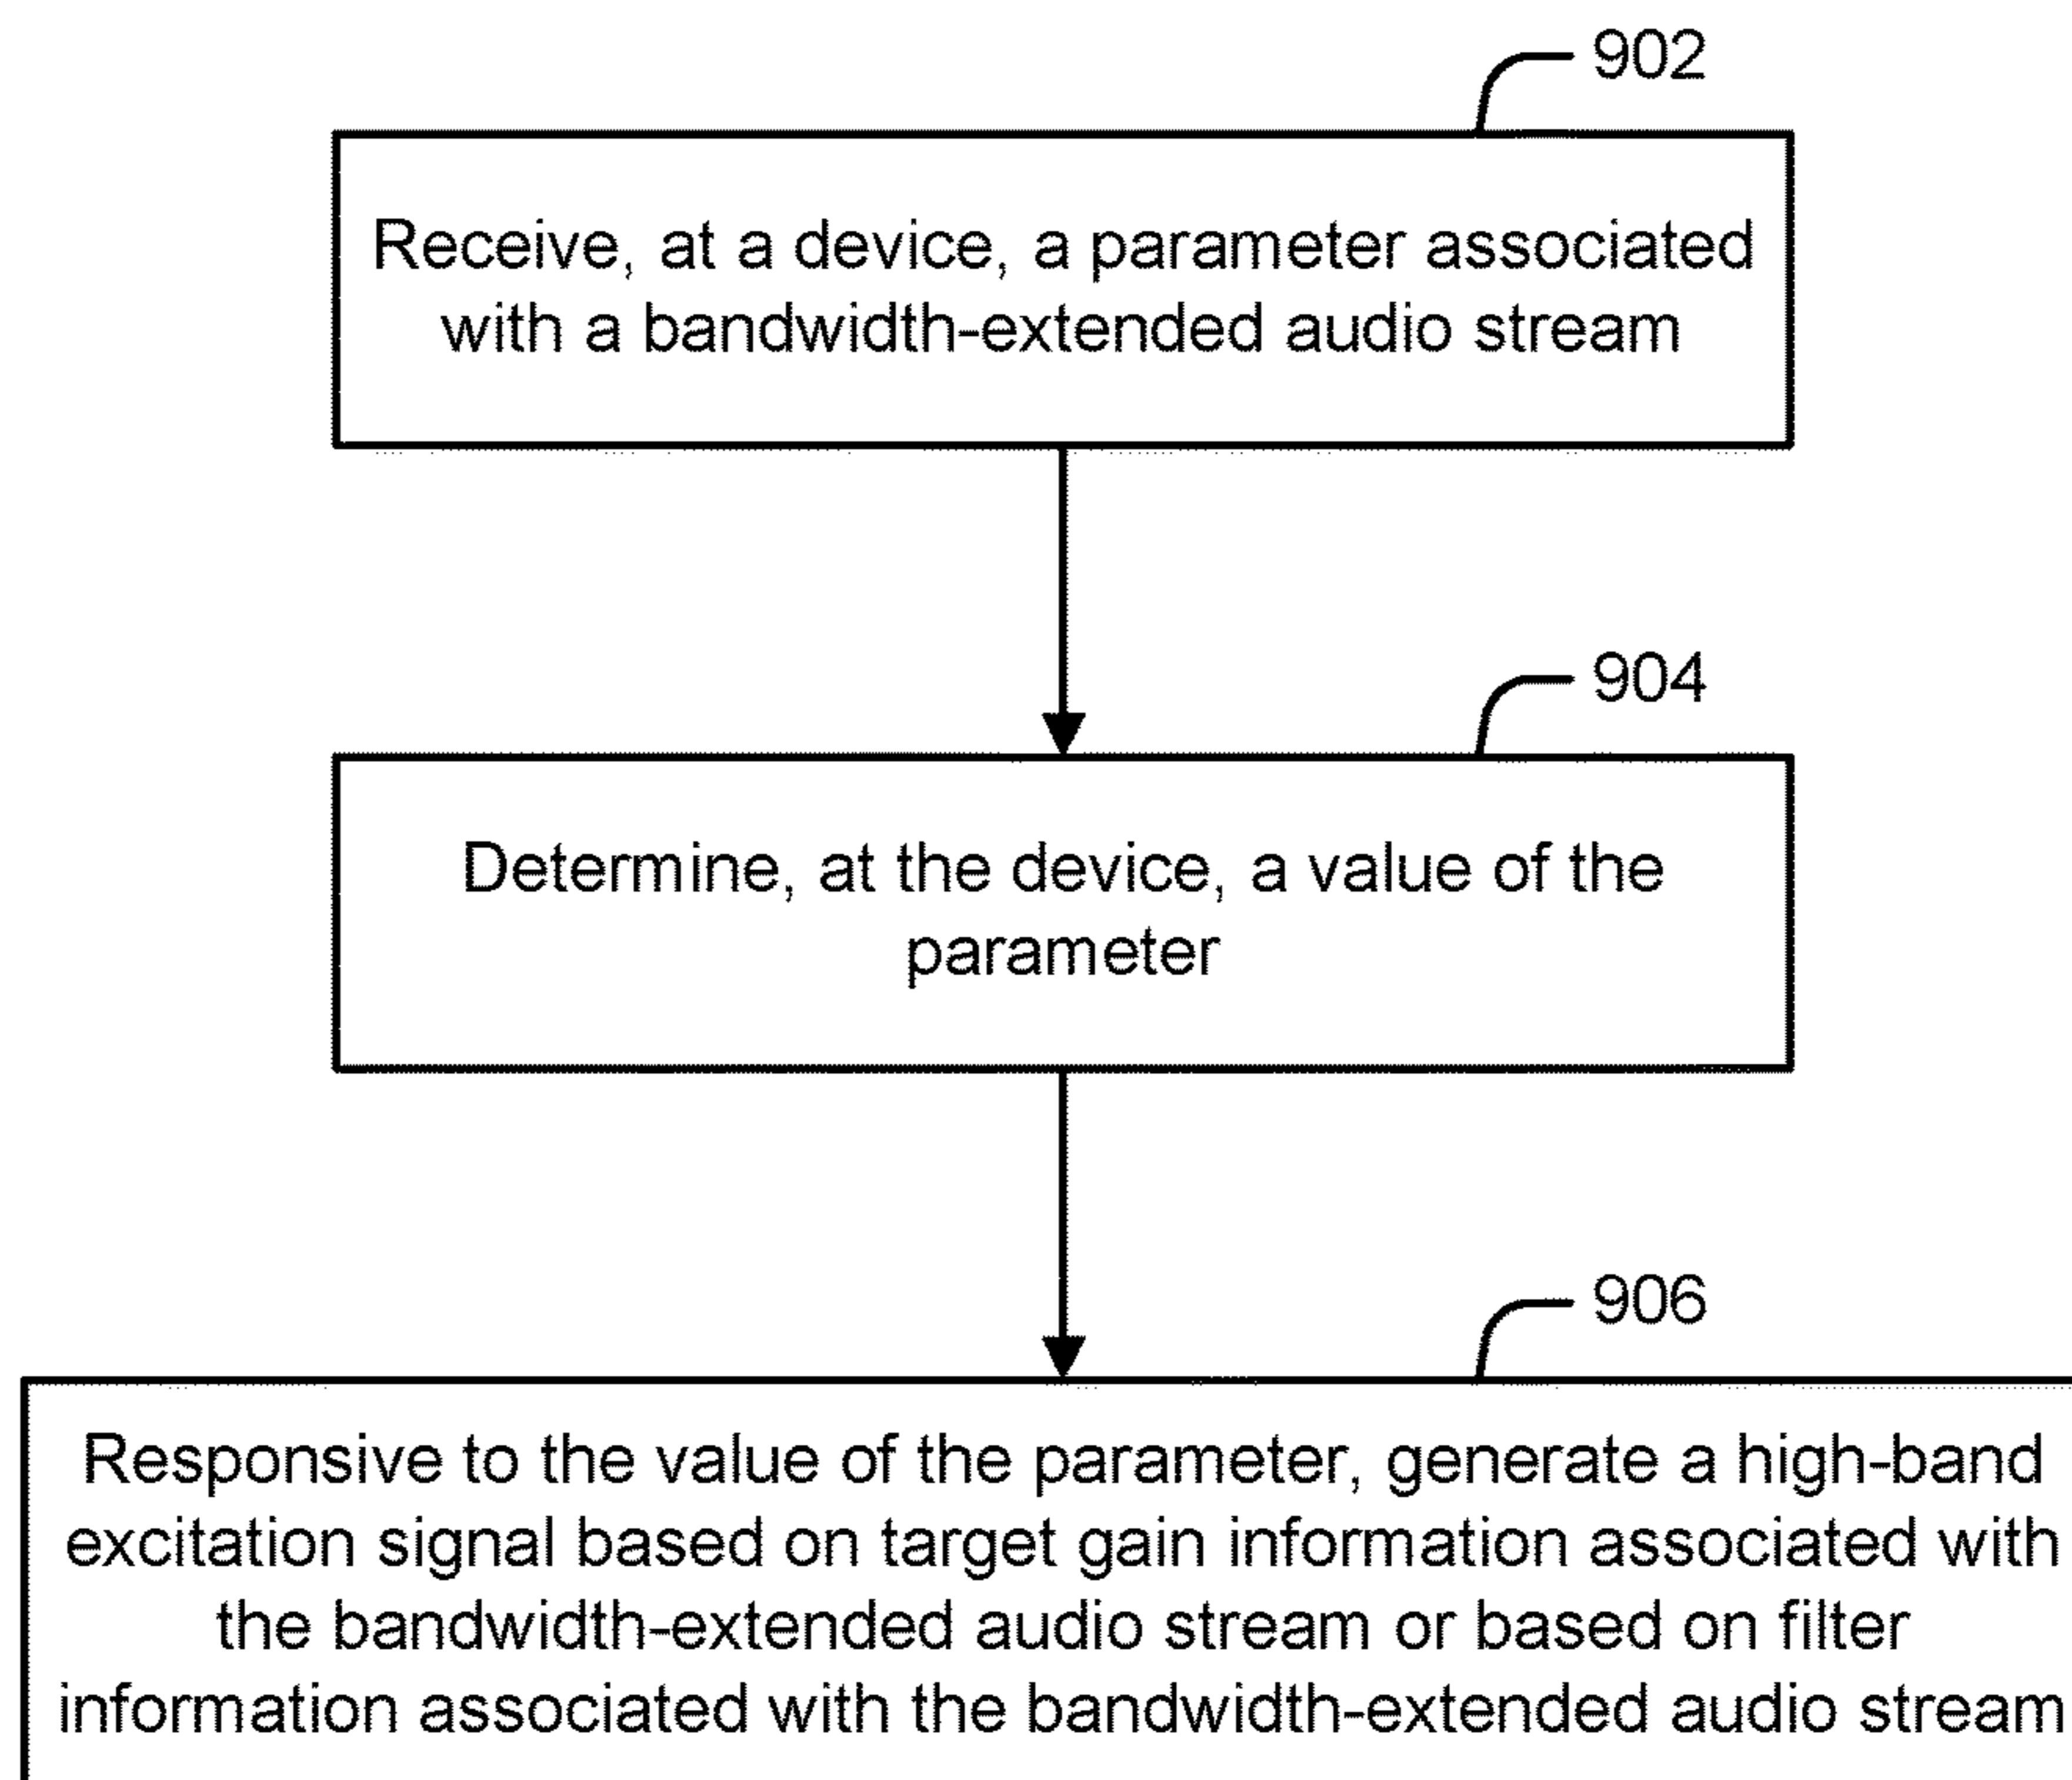 902
Receive, at a device, a parameter associated
with a bandwidth-extended audio stream
904
Determine, at the device, a value of the
parameter
906
Responsive to the value of the parameter, generate a high-band
excitation signal based on target gain information associated with
the bandwidth-extended audio stream or based on filter
information associated with the bandwidth-extended audio stream